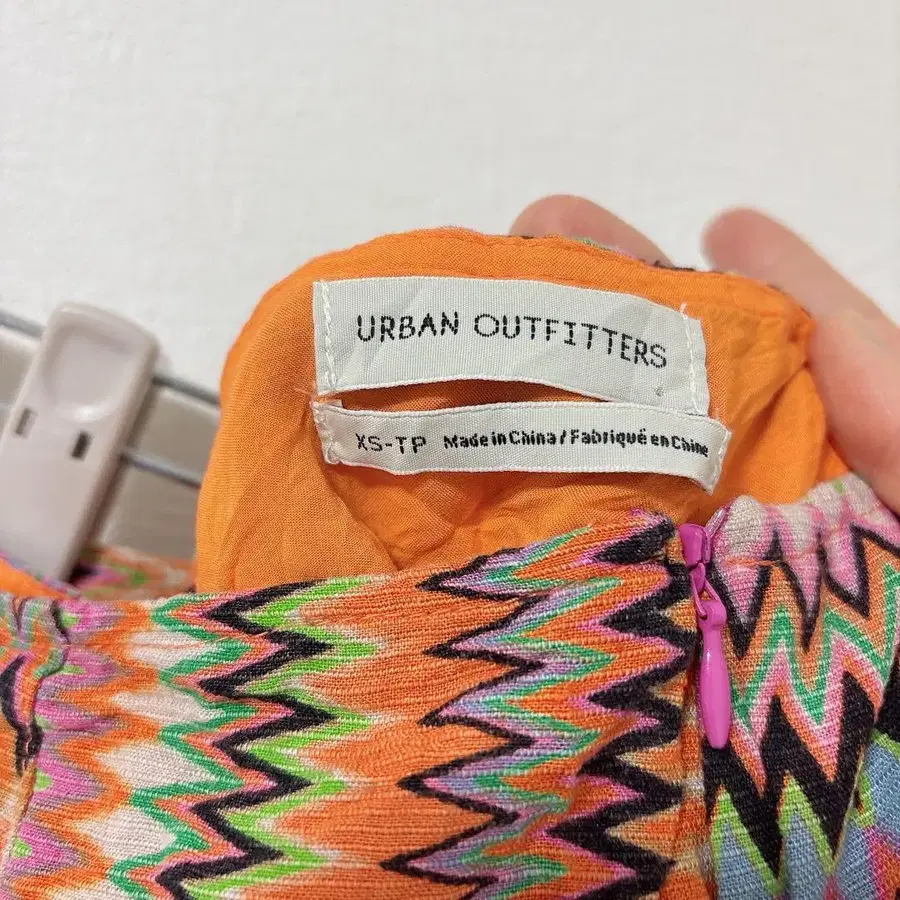 URBAN OUTFITTERS
XS-TP Made in China / Fabriqué en Chine